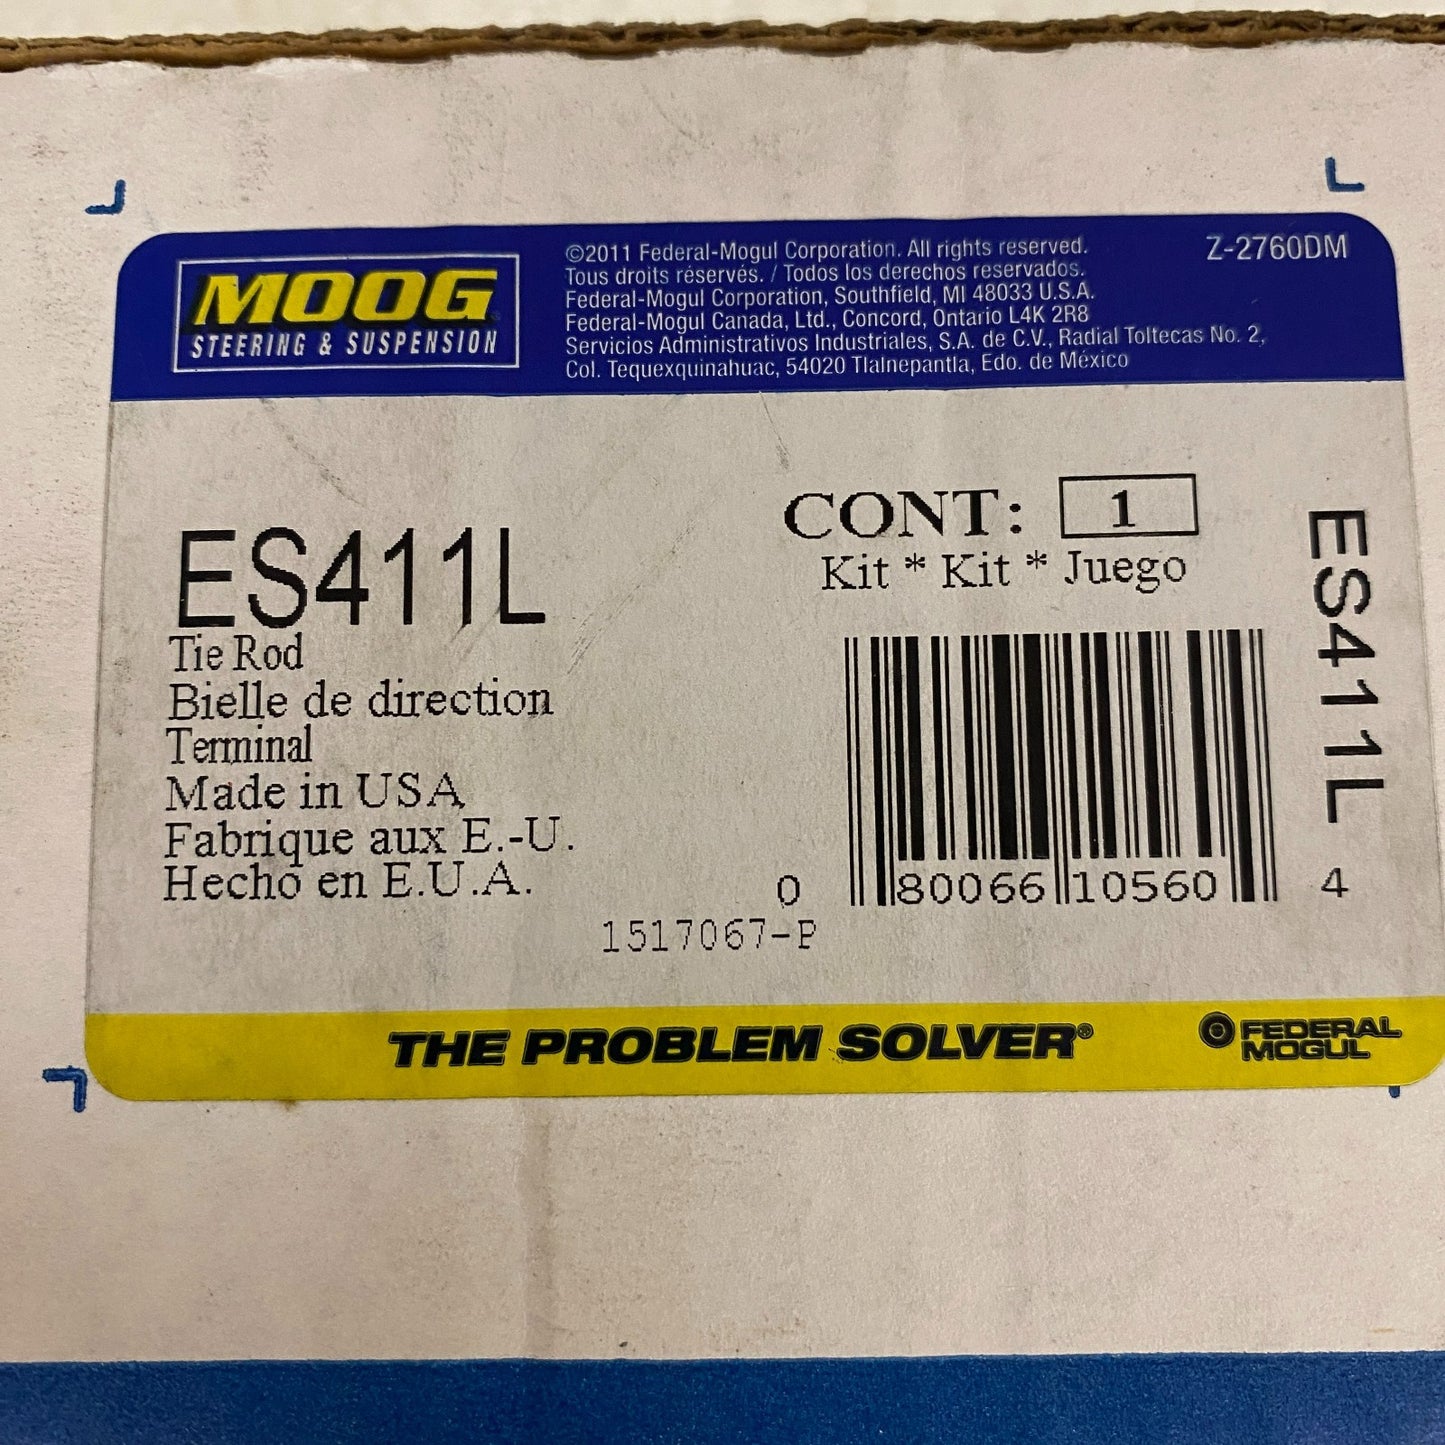 MOOG
STEERING & SUSPENSION
©2011 Federal-Mogul Corporation. All rights reserved.
Tous droits réservés. / Todos los derechos reservados.
Federal-Mogul Corporation, Southfield, MI 48033 U.S.A.
Federal-Mogul Canada, Ltd., Concord, Ontario L4K 2R8
Servicios Administrativos Industriales, S.A. de C.V., Radial Toltecas No. 2,
Col. Tequexquinahuac, 54020 Tlalnepantla, Edo. de México
Z-2760DM
ES411L
Tie Rod
Bielle de direction
Terminal
Made in USA
Fabrique aux E.-U.
Hecho en E.U.A.
CONT: 1
Kit * Kit * Juego
0 80066 10560 4
1517067-P
ES411L
THE PROBLEM SOLVER®
FEDERAL
MOGUL